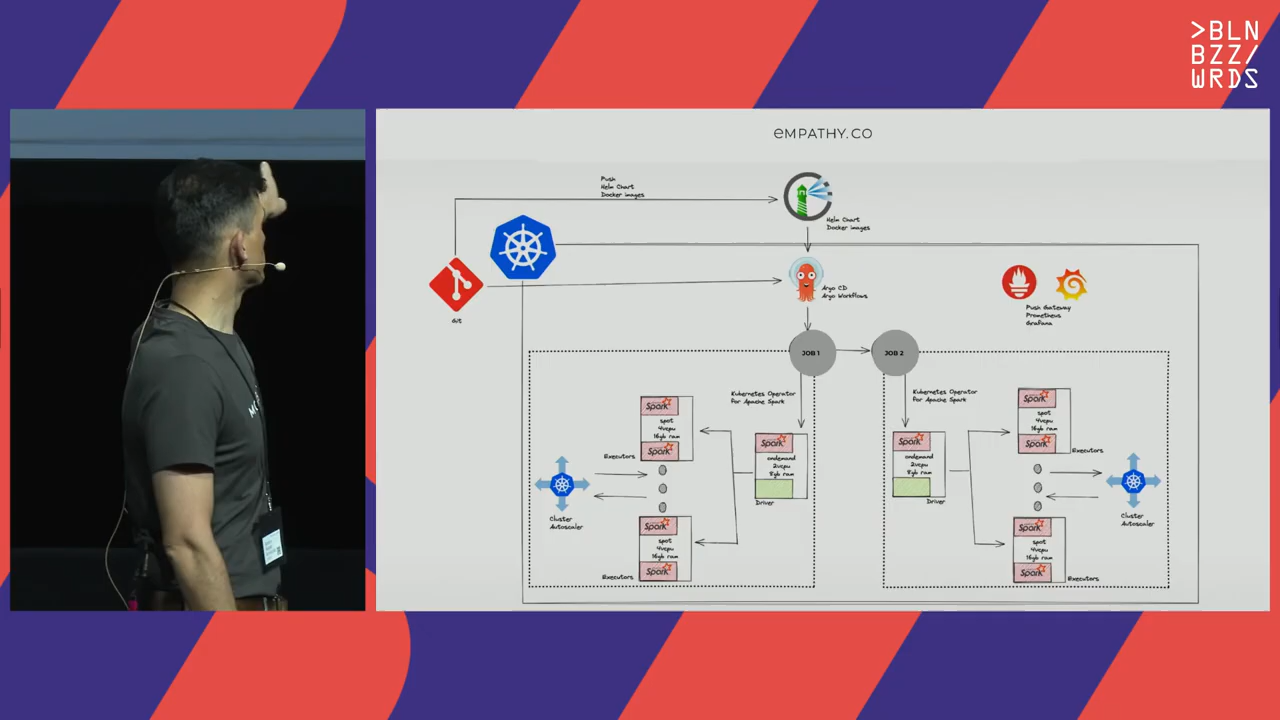 >BLN
BZZ/
WRDS
eMPATHY.CO
Push
Helm Chart
Docker images
Helm Chart
Docker images
Git
Argo CD
Argo Workflows
Push Gateway
Prometheus
Grafana
JOB 1
JOB 2
Kubernetes Operator
for Apache Spark
Kubernetes Operator
for Apache Spark
Spark
spot
4vcpu
16gb ram
Spark
Executors
Spark
ondemand
2vcpu
8gb ram
Driver
Spark
ondemand
2vcpu
8gb ram
Driver
Spark
spot
4vcpu
16gb ram
Spark
Executors
Cluster
Autoscaler
Cluster
Autoscaler
Spark
spot
4vcpu
16gb ram
Spark
Executors
Spark
spot
4vcpu
16gb ram
Spark
Executors